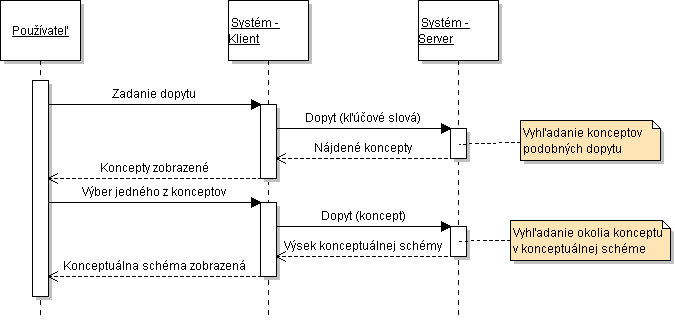 Používateľ
Systém -
Klient
Systém -
Server
Zadanie dopytu
Dopyt (kľúčové slová)
Vyhľadanie konceptov
podobných dopytu
Nájdené koncepty
Koncepty zobrazené
Výber jedného z konceptov
Dopyt (koncept)
Vyhľadanie okolia konceptu
v konceptuálnej schéme
Výsek konceptuálnej schémy
Konceptuálna schéma zobrazená